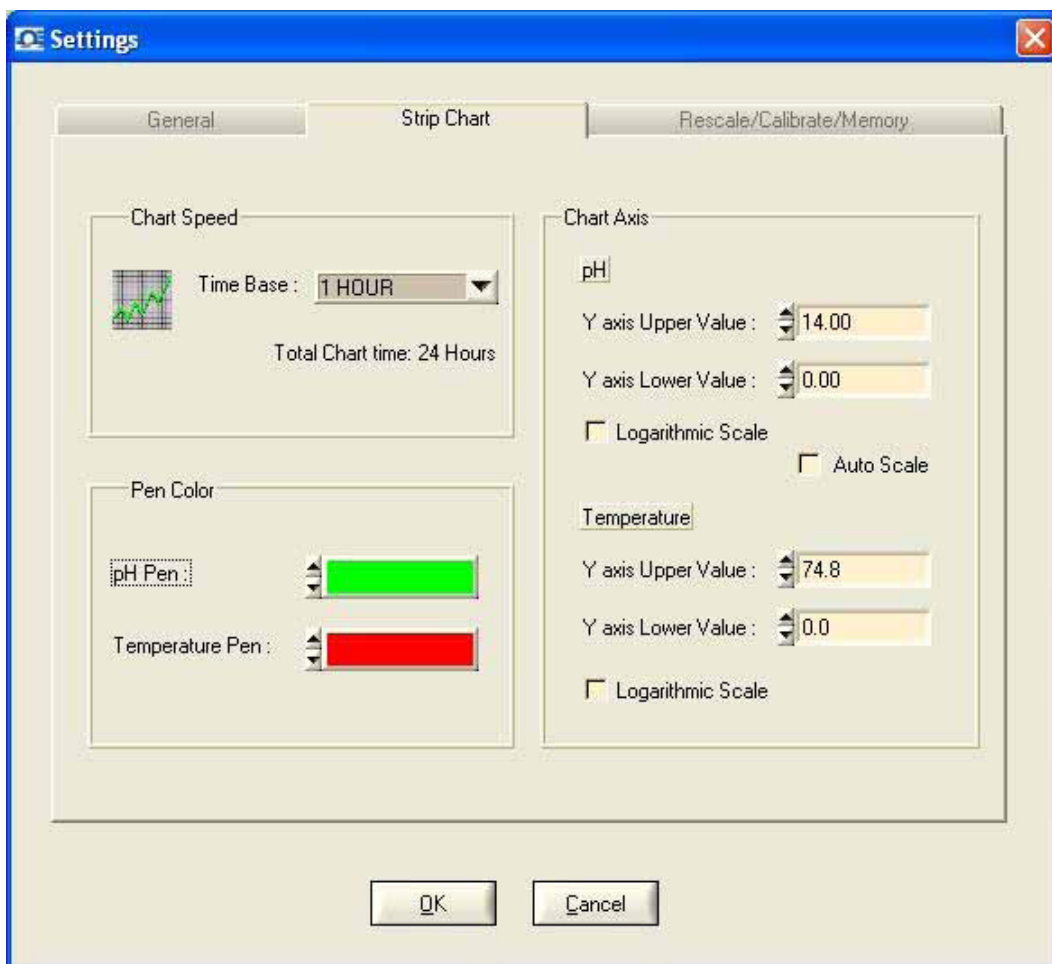 Settings
General
Strip Chart
Rescale/Calibrate/Memory
Chart Speed
Time Base : 1 HOUR
Total Chart time: 24 Hours
Pen Color
pH Pen :
Temperature Pen :
Chart Axis
pH
Y axis Upper Value : 14.00
Y axis Lower Value : 0.00
Logarithmic Scale
Auto Scale
Temperature
Y axis Upper Value : 74.8
Y axis Lower Value : 0.0
Logarithmic Scale
OK
Cancel